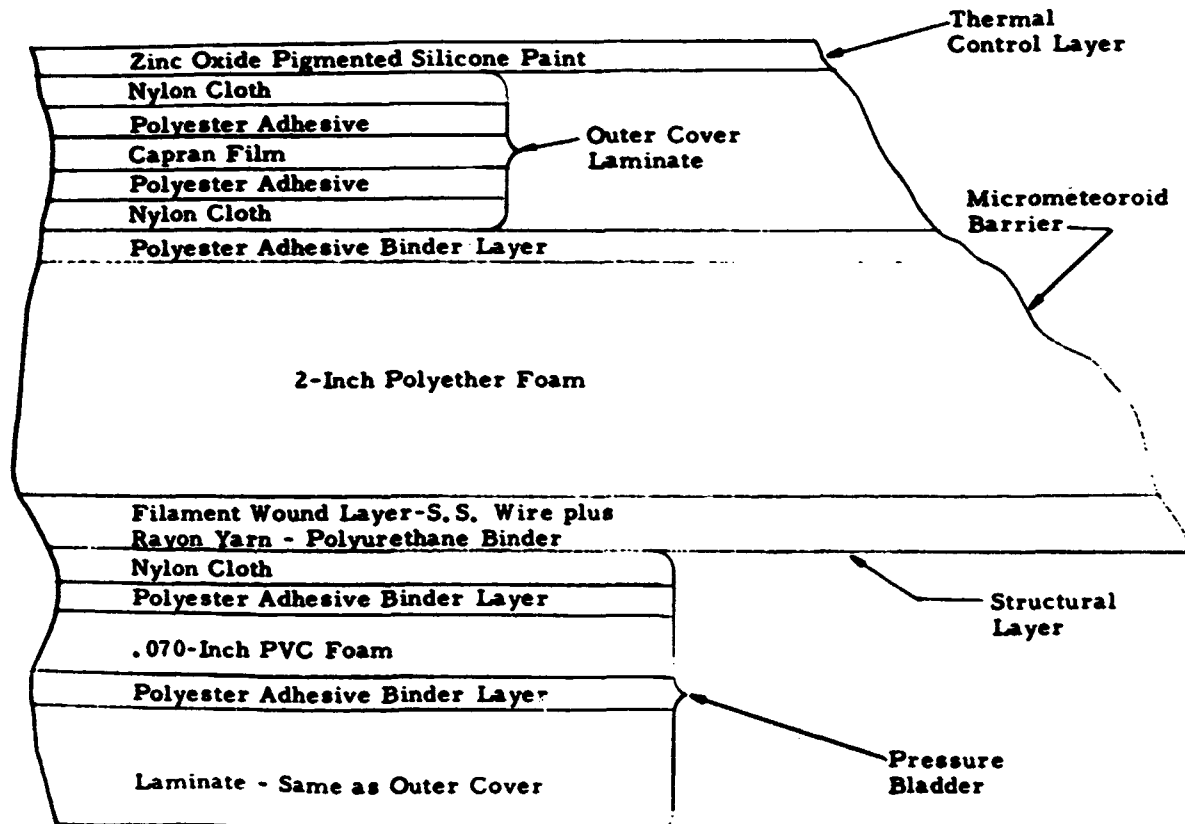 Thermal
Control Layer
Zinc Oxide Pigmented Silicone Paint
Nylon Cloth
Polyester Adhesive
Capran Film
Polyester Adhesive
Nylon Cloth
Outer Cover
Laminate
Micrometeoroid
Barrier
Polyester Adhesive Binder Layer
2-Inch Polyether Foam
Filament Wound Layer-S.S. Wire plus
Rayon Yarn - Polyurethane Binder
Nylon Cloth
Polyester Adhesive Binder Layer
Structural
Layer
.070-Inch PVC Foam
Polyester Adhesive Binder Layer
Pressure
Bladder
Laminate - Same as Outer Cover